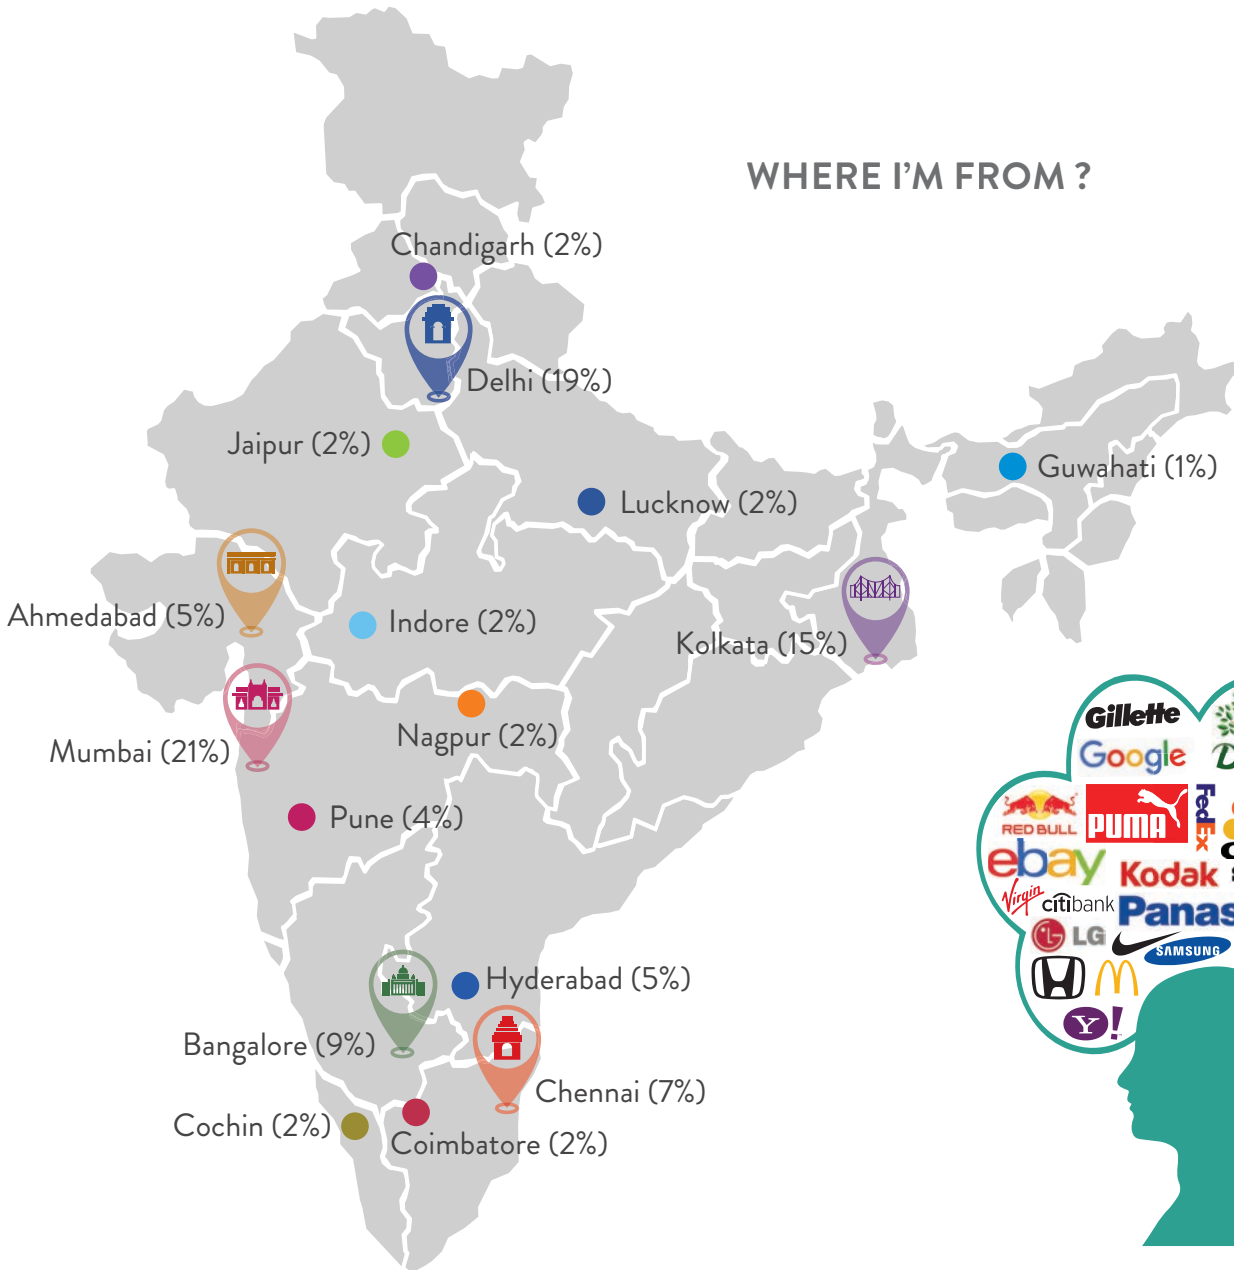 WHERE I'M FROM ?
Chandigarh (2%)
Delhi (19%)
Jaipur (2%)
Guwahati (1%)
Lucknow (2%)
Ahmedabad (5%)
Indore (2%)
Kolkata (15%)
Nagpur (2%)
Mumbai (21%)
Pune (4%)
Hyderabad (5%)
Bangalore (9%)
Chennai (7%)
Cochin (2%)
Coimbatore (2%)
Gillette
Google
RED BULL
PUMA
FedEx
ebay
Kodak
Virgin
citibank
Panas
LG
SAMSUNG
Y!